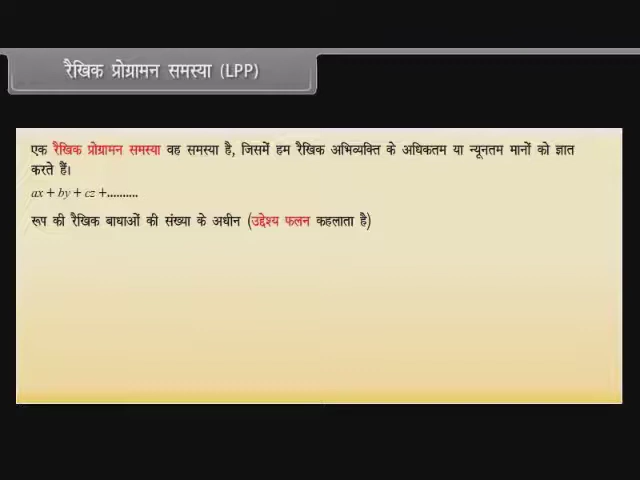 रैखिक प्रोग्रामन समस्या (LPP)
एक रैखिक प्रोग्रामन समस्या वह समस्या है, जिसमें हम रैखिक अभिव्यक्ति के अधिकतम या न्यूनतम मानों को ज्ञात
करते हैं।
ax + by + cz +..........
रूप की रैखिक बाधाओं की संख्या के अधीन (उद्देश्य फलन कहलाता है)